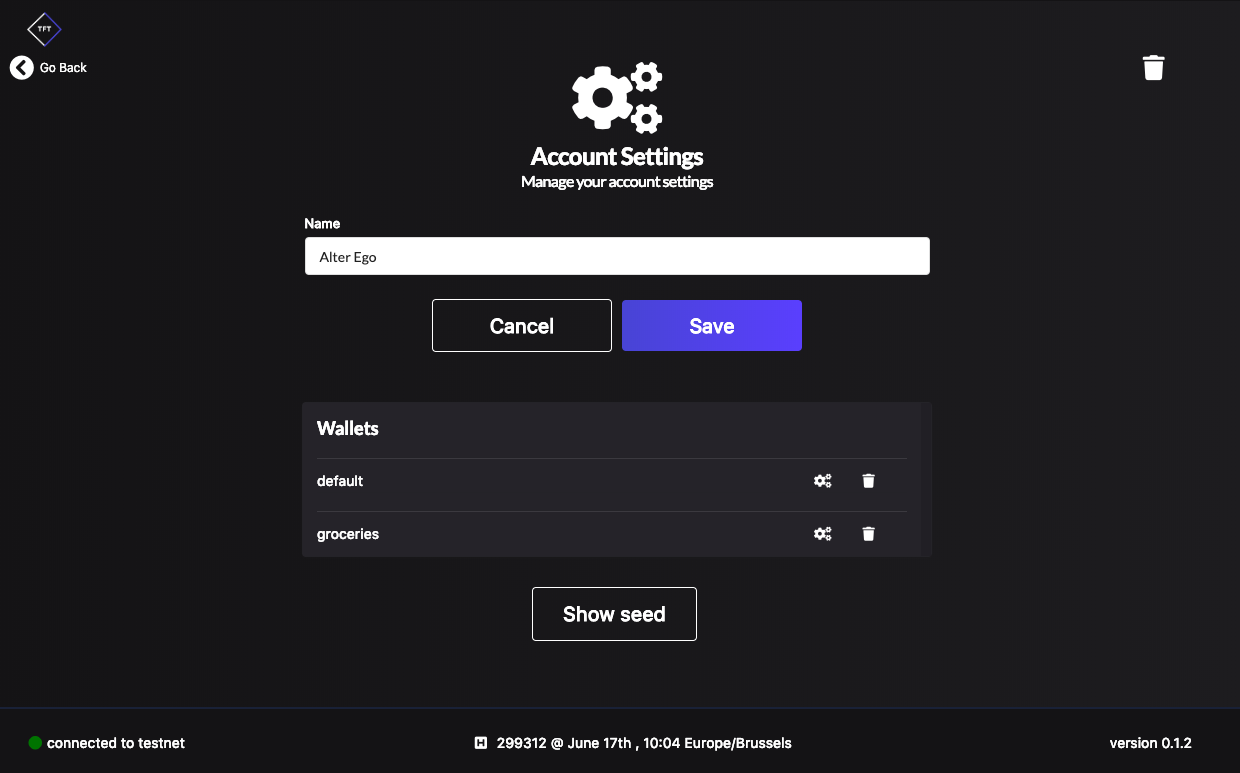 TFT
Go Back
Account Settings
Manage your account settings
Name
Alter Ego
Cancel
Save
Wallets
default
groceries
Show seed
connected to testnet
H 299312 @ June 17th , 10:04 Europe/Brussels
version 0.1.2